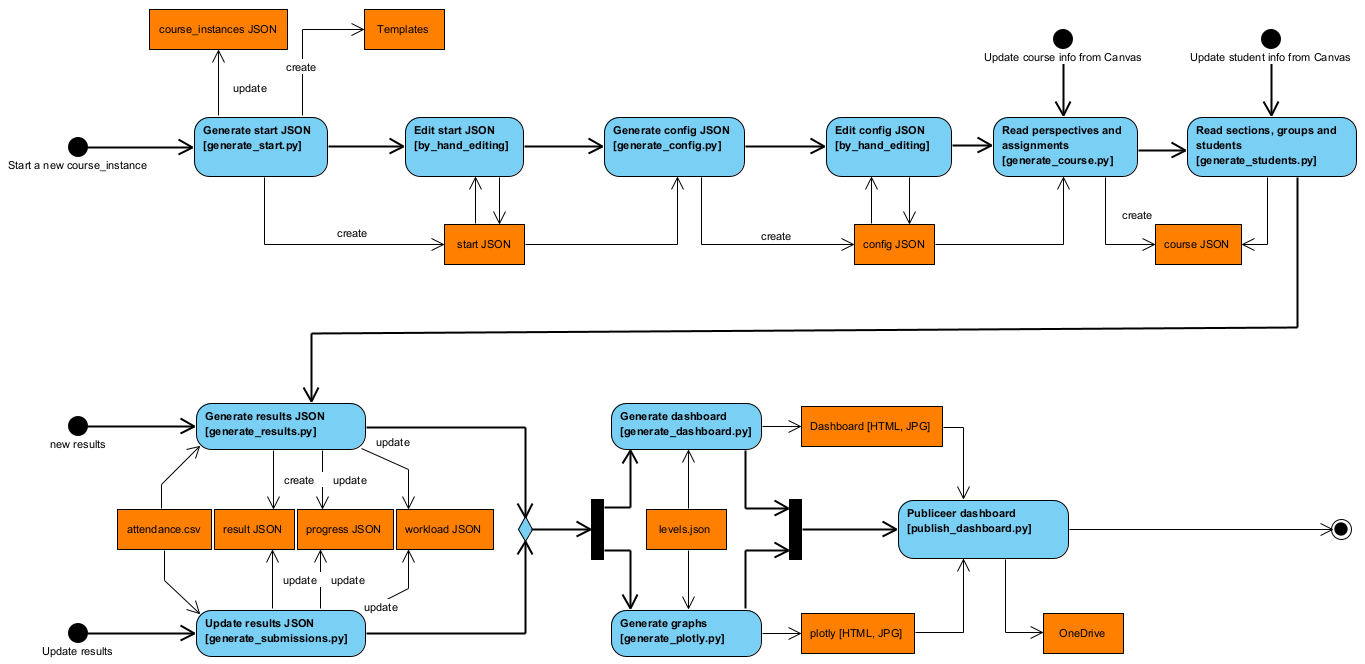 course_instances JSON
Templates
create
update
Update course info from Canvas
Update student info from Canvas
Start a new course_instance
Generate start JSON
[generate_start.py]
Edit start JSON
[by_hand_editing]
Generate config JSON
[generate_config.py]
Edit config JSON
[by_hand_editing]
Read perspectives and
assignments
[generate_course.py]
Read sections, groups and
students
[generate_students.py]
create
start JSON
create
config JSON
create
course JSON
new results
Generate results JSON
[generate_results.py]
update
create
update
attendance.csv
result JSON
progress JSON
workload JSON
update
update
update
Update results
Update results JSON
[generate_submissions.py]
Generate dashboard
[generate_dashboard.py]
Dashboard [HTML, JPG]
levels.json
Publiceer dashboard
[publish_dashboard.py]
Generate graphs
[generate_plotly.py]
plotly [HTML, JPG]
OneDrive